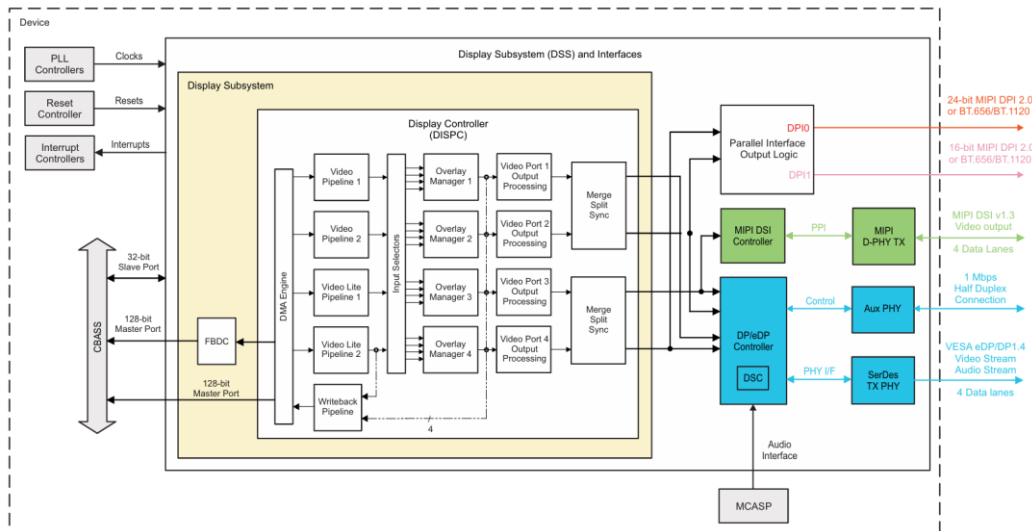 Device
PLL
Controllers
Clocks
Reset
Controller
Resets
Interrupt
Controllers
Interrupts
Display Subsystem (DSS) and Interfaces
Display Subsystem
Display Controller
(DISPC)
DMA Engine
Video
Pipeline 1
Video
Pipeline 2
Video Lite
Pipeline 1
Video Lite
Pipeline 2
Writeback
Pipeline
Input Selectors
Overlay
Manager 1
Overlay
Manager 2
Overlay
Manager 3
Overlay
Manager 4
4
Video Port 1
Output
Processing
Video Port 2
Output
Processing
Video Port 3
Output
Processing
Video Port 4
Output
Processing
Merge
Split
Sync
Merge
Split
Sync
CBASS
32-bit
Slave Port
128-bit
Master Port
FBDC
128-bit
Master Port
DPI0
Parallel Interface
Output Logic
DPI1
24-bit MIPI DPI 2.0
or BT.656/BT.1120
16-bit MIPI DPI 2.0
or BT.656/BT.1120
MIPI DSI
Controller
PPI
MIPI
D-PHY TX
MIPI DSI v1.3
Video output
4 Data Lanes
DP/eDP
Controller
DSC
Control
Aux PHY
1 Mbps
Half Duplex
Connection
PHY I/F
SerDes
TX PHY
VESA eDP/DP1.4
Video Stream
Audio Stream
4 Data lanes
Audio
Interface
MCASP